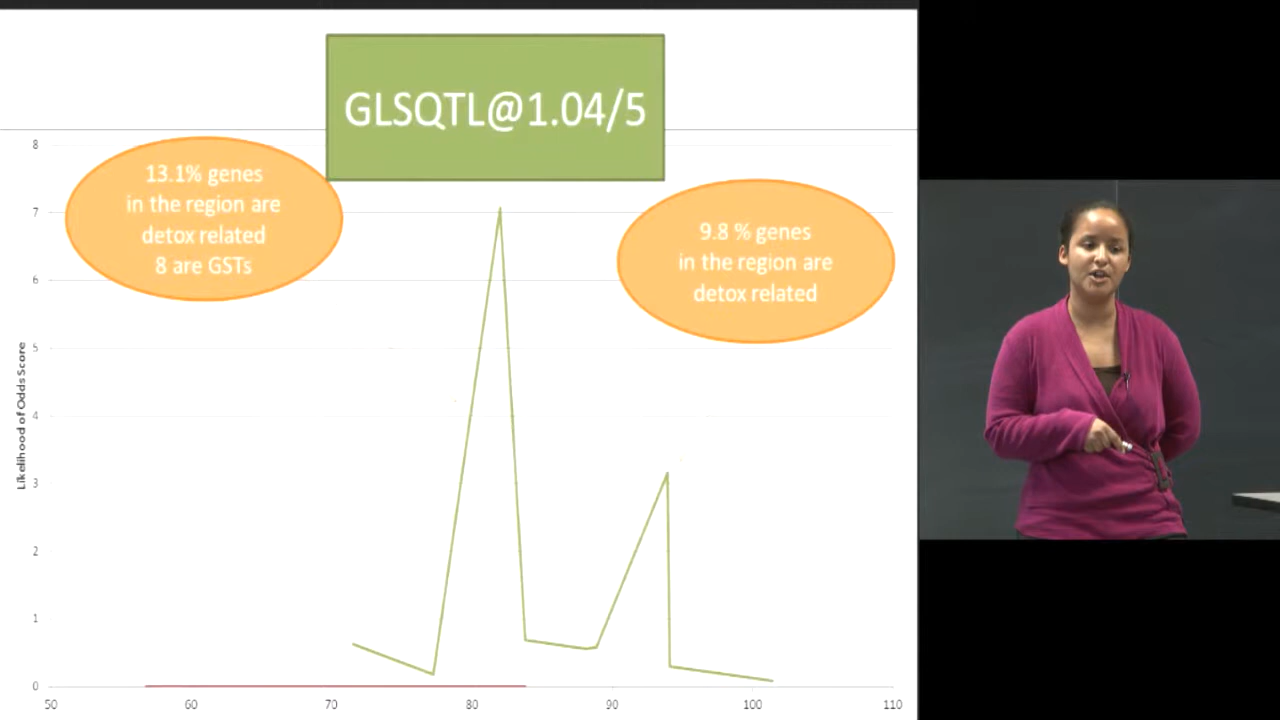 GLSQTL@1.04/5
13.1% genes
in the region are
detox related
8 are GSTs
9.8 % genes
in the region are
detox related
Likelihood of Odds Score
8
7
6
5
4
3
2
1
0
50
60
70
80
90
100
110